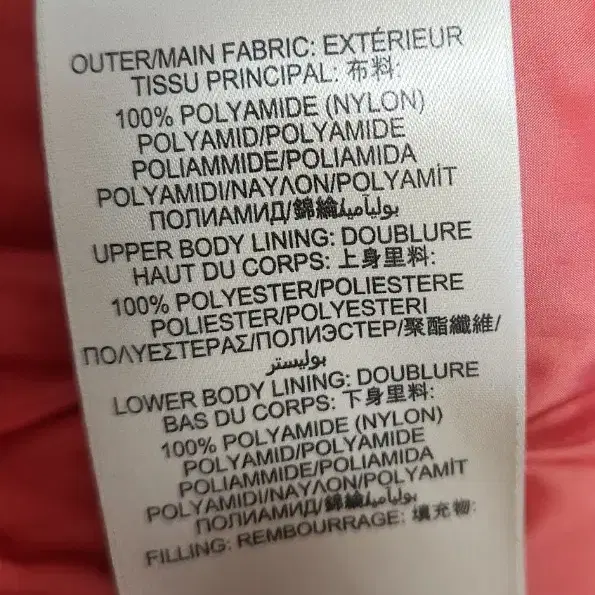 OUTER/MAIN FABRIC: EXTÉRIEUR
TISSU PRINCIPAL: 布料:
100% POLYAMIDE (NYLON)
POLYAMID/POLYAMIDE
POLIAMMIDE/POLIAMIDA
POLYAMIDI/ΝΑΥΛΟΝ/POLYAMİT
ПОЛИАМИД/錦綸/بولياميد
UPPER BODY LINING: DOUBLURE
HAUT DU CORPS: 上身里料:
100% POLYESTER/POLIESTERE
POLIESTER/POLYESTERI
ΠΟΛΥΕΣΤΕΡΑΣ/ПОЛИЭСТЕР/聚酯纖維/
بوليستر
LOWER BODY LINING: DOUBLURE
BAS DU CORPS: 下身里料:
100% POLYAMIDE (NYLON)
POLYAMID/POLYAMIDE
POLIAMMIDE/POLIAMIDA
POLYAMIDI/ΝΑΥΛΟΝ/POLYAMİT
ПОЛИАМИД/錦綸/بولياميد
FILLING: REMBOURRAGE: 填充物: